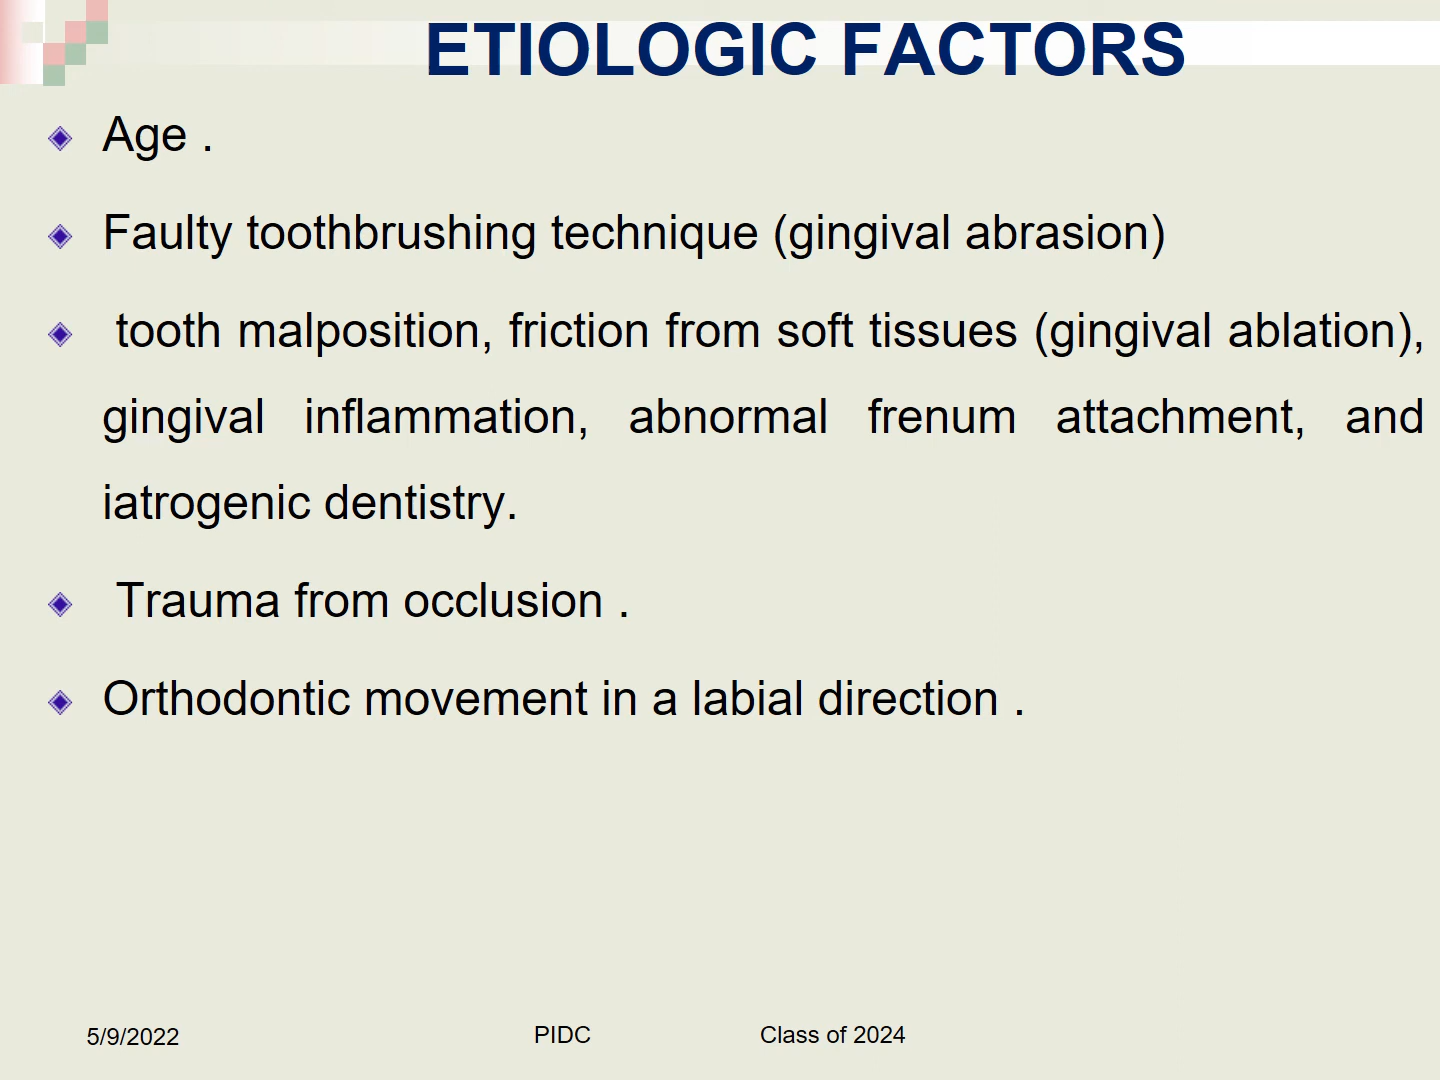 ETIOLOGIC FACTORS
Age .
Faulty toothbrushing technique (gingival abrasion)
tooth malposition, friction from soft tissues (gingival ablation),
gingival inflammation, abnormal frenum attachment, and
iatrogenic dentistry.
Trauma from occlusion .
Orthodontic movement in a labial direction .
5/9/2022 PIDC Class of 2024